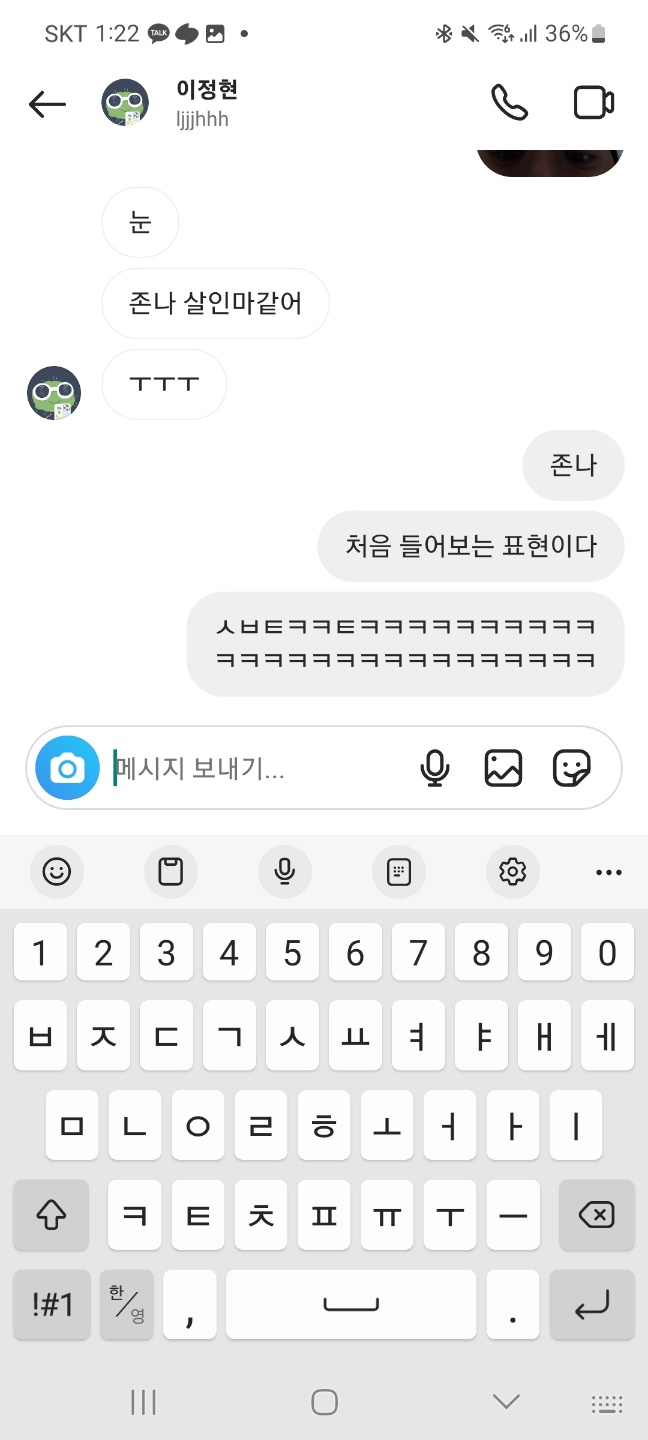 SKT 1:22 TALK 36%
이정현
ljjjhhh
눈
존나 살인마같어
ㅜㅜㅜ
존나
처음 들어보는 표현이다
ㅅㅂㅌㅋㅋㅌㅋㅋㅋㅋㅋㅋㅋㅋㅋㅋ
ㅋㅋㅋㅋㅋㅋㅋㅋㅋㅋㅋㅋㅋㅋㅋㅋ
메시지 보내기...
1 2 3 4 5 6 7 8 9 0
ㅂ ㅈ ㄷ ㄱ ㅅ ㅛ ㅕ ㅑ ㅐ ㅔ
ㅁ ㄴ ㅇ ㄹ ㅎ ㅗ ㅓ ㅏ ㅣ
ㅋ ㅌ ㅊ ㅍ ㅠ ㅜ ㅡ
!#1 한/영 , .